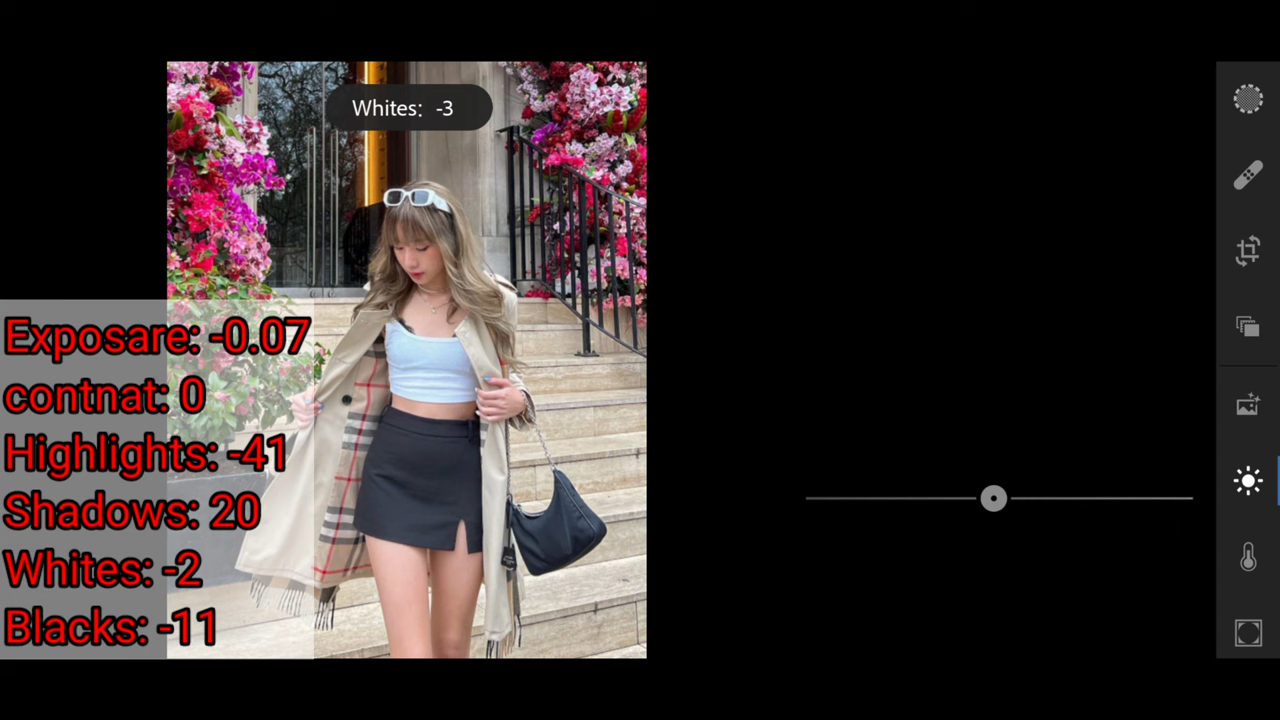 Whites: -3
Exposare: -0.07
contnat: 0
Highlights: -41
Shadows: 20
Whites: -2
Blacks: -11